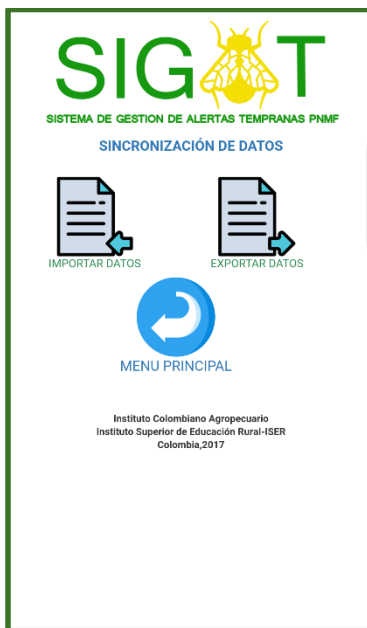 SIG T
SISTEMA DE GESTION DE ALERTAS TEMPRANAS PNMF
SINCRONIZACIÓN DE DATOS
IMPORTAR DATOS
EXPORTAR DATOS
MENU PRINCIPAL
Instituto Colombiano Agropecuario
Instituto Superior de Educación Rural-ISER
Colombia,2017